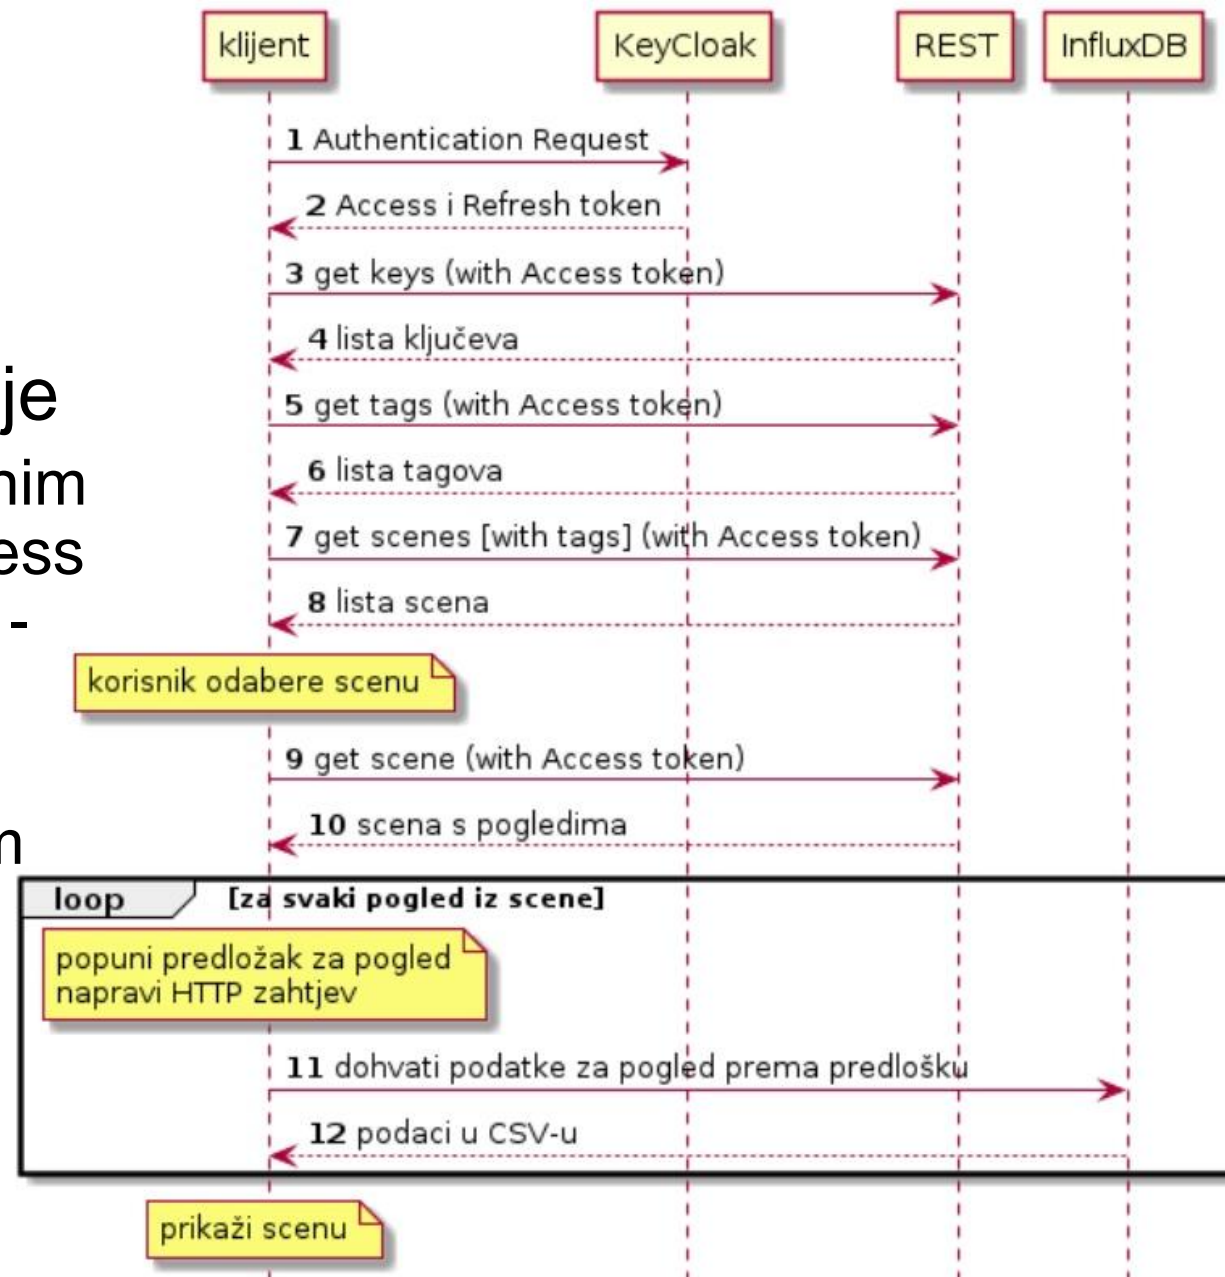 klijent KeyCloak REST InfluxDB
1 Authentication Request
2 Access i Refresh token
3 get keys (with Access token)
4 lista ključeva
je
5 get tags (with Access token)
nim
6 lista tagova
ess
7 get scenes [with tags] (with Access token)
8 lista scena
-
korisnik odabere scenu
9 get scene (with Access token)
10 scena s pogledima
loop [za svaki pogled iz scene]
popuni predložak za pogled
napravi HTTP zahtjev
11 dohvati podatke za pogled prema predlošku
12 podaci u CSV-u
prikaži scenu